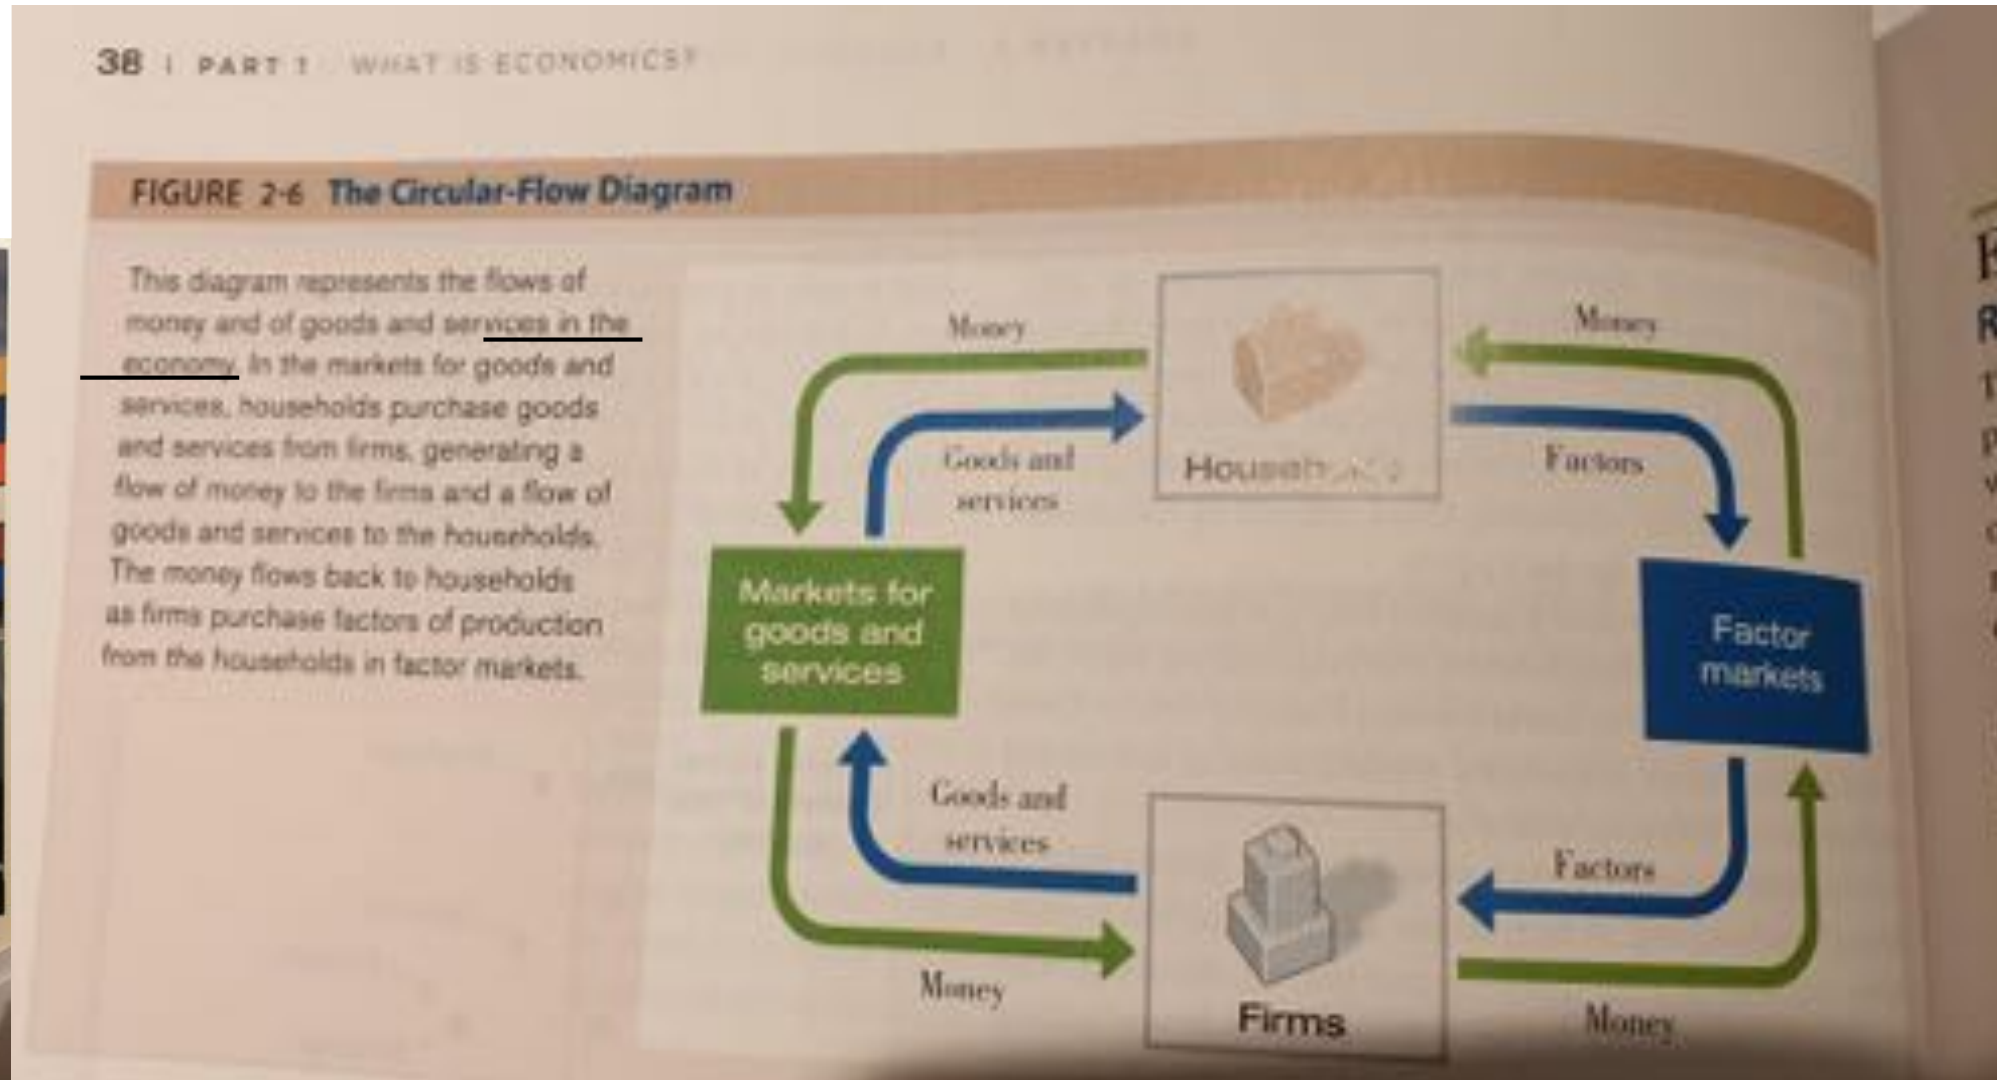 38 | PART 1 WHAT IS ECONOMICS?
FIGURE 2-6 The Circular-Flow Diagram
This diagram represents the flows of
money and of goods and services in the
economy. In the markets for goods and
services, households purchase goods
and services from firms, generating a
flow of money to the firms and a flow of
goods and services to the households.
The money flows back to households
as firms purchase factors of production
from the households in factor markets.
Money
Money
Goods and
services
Households
Factors
Markets for
goods and
services
Factor
markets
Goods and
services
Factors
Money
Firms
Money